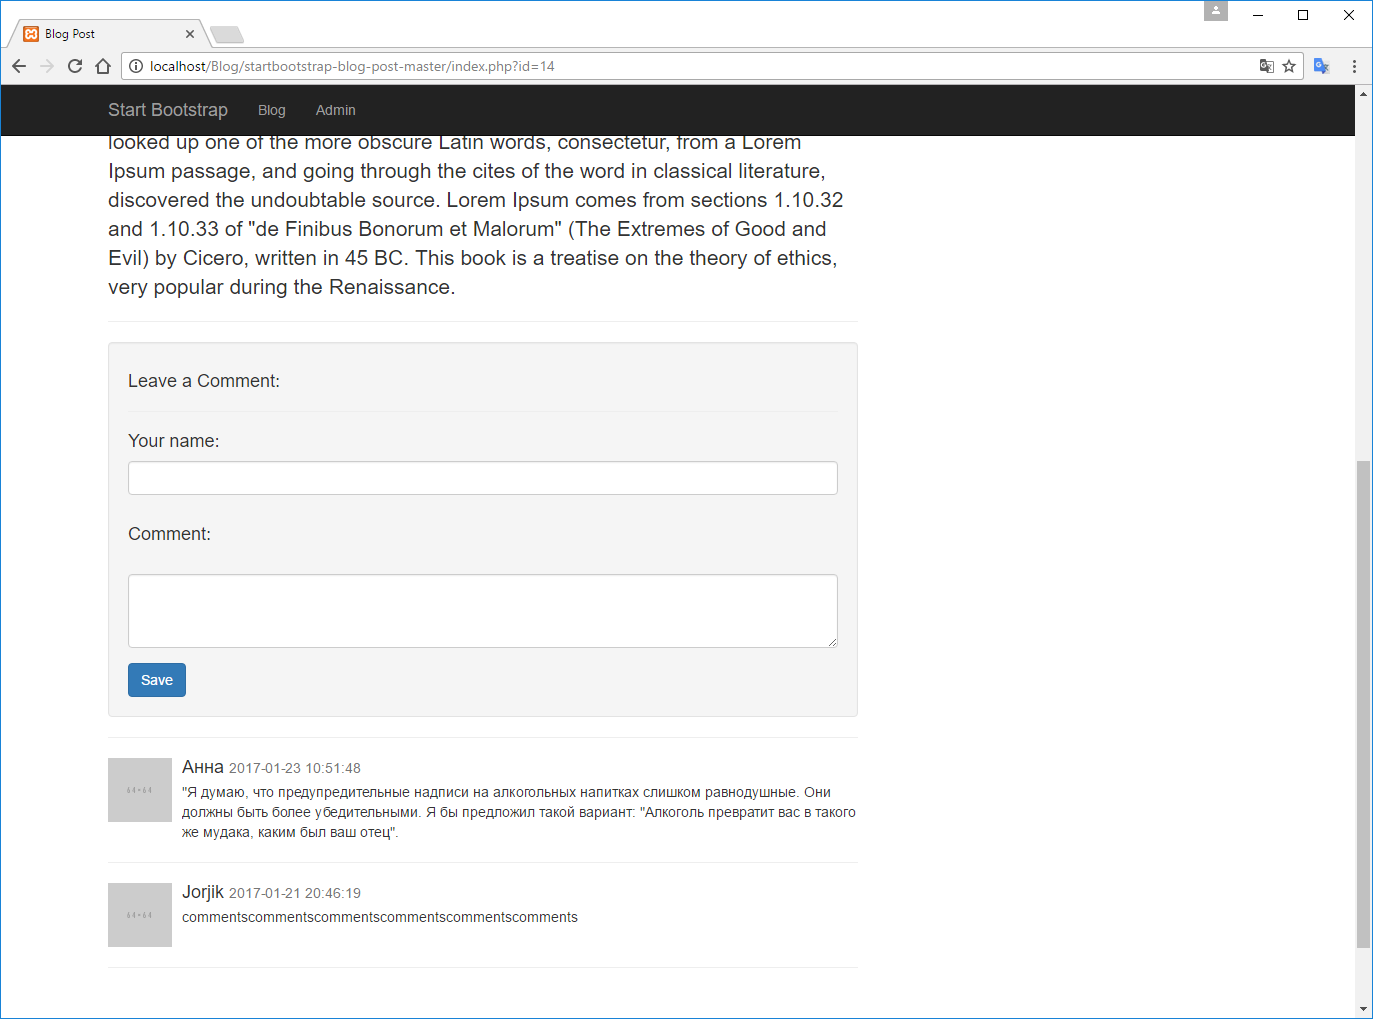 Blog Post
localhost/Blog/startbootstrap-blog-post-master/index.php?id=14
Start Bootstrap Blog Admin
looked up one of the more obscure Latin words, consectetur, from a Lorem
Ipsum passage, and going through the cites of the word in classical literature,
discovered the undoubtable source. Lorem Ipsum comes from sections 1.10.32
and 1.10.33 of "de Finibus Bonorum et Malorum" (The Extremes of Good and
Evil) by Cicero, written in 45 BC. This book is a treatise on the theory of ethics,
very popular during the Renaissance.
Leave a Comment:
Your name:
Comment:
Save
Анна 2017-01-23 10:51:48
64×64
"Я думаю, что предупредительные надписи на алкогольных напитках слишком равнодушные. Они
должны быть более убедительными. Я бы предложил такой вариант: "Алкоголь превратит вас в такого
же мудака, каким был ваш отец".
Jorjik 2017-01-21 20:46:19
64×64
commentscommentscommentscommentscommentscomments